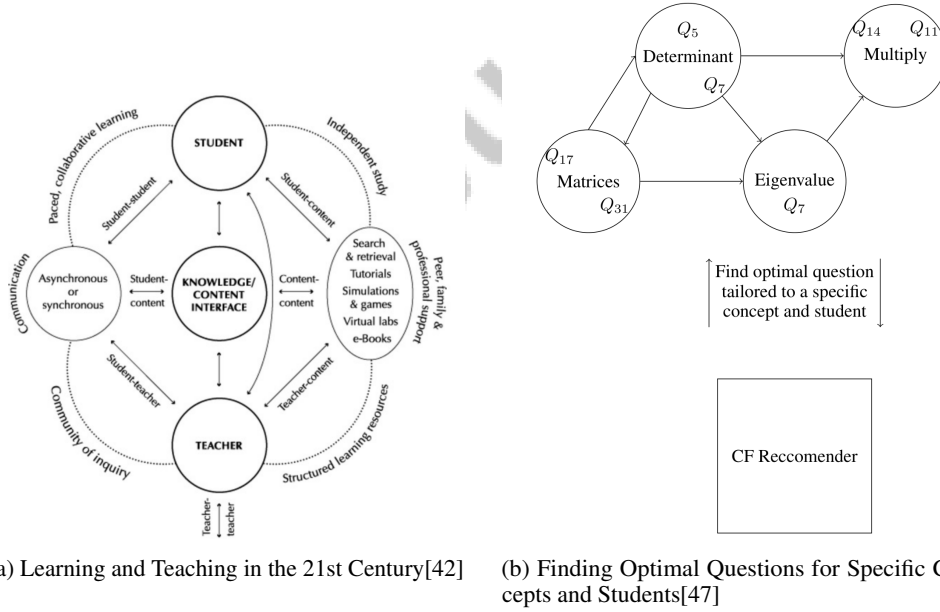 STUDENT
Paced, collaborative learning
Independent study
Student-student
Student-content
Communication
Asynchronous
or
synchronous
Student-
content
KNOWLEDGE/
CONTENT
INTERFACE
Content-
content
Search
& retrieval
Tutorials
Simulations
& games
Virtual labs
e-Books
Peer, family &
professional support
Student-teacher
Teacher-content
Community of inquiry
TEACHER
Structured learning resources
Teacher-
teacher
a) Learning and Teaching in the 21st Century[42]
Q5
Determinant
Q7
Q14 Q11
Multiply
Q17
Matrices
Q31
Eigenvalue
Q7
Find optimal question
tailored to a specific
concept and student
CF Reccomender
(b) Finding Optimal Questions for Specific C
cepts and Students[47]